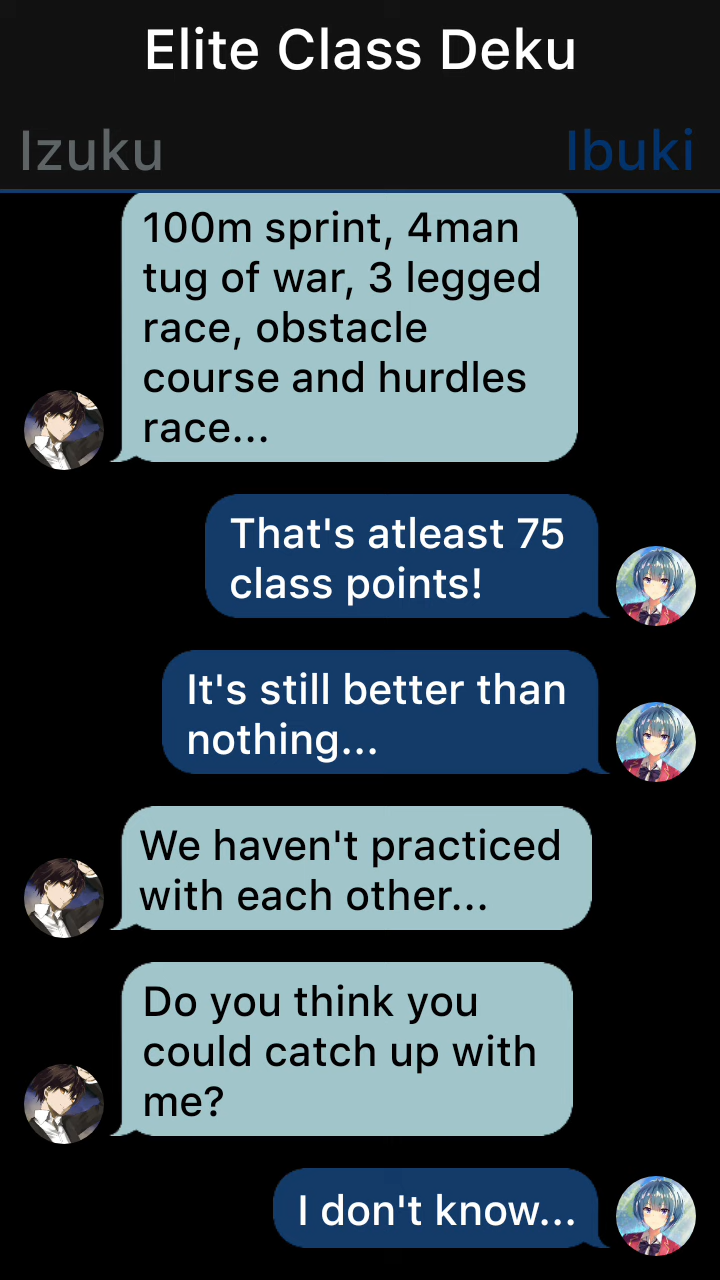 Elite Class Deku
Izuku
Ibuki
100m sprint, 4man
tug of war, 3 legged
race, obstacle
course and hurdles
race...
That's atleast 75
class points!
It's still better than
nothing...
We haven't practiced
with each other...
Do you think you
could catch up with
me?
I don't know...